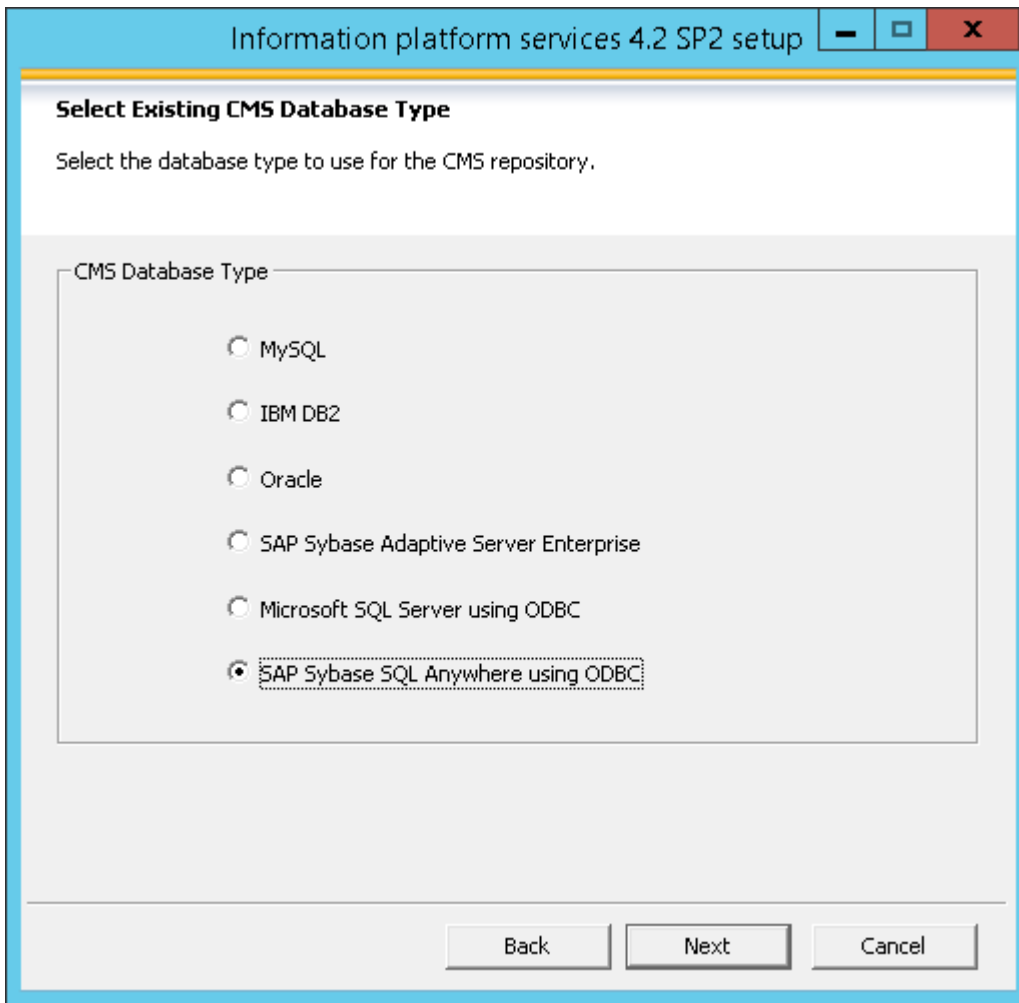 Information platform services 4.2 SP2 setup
Select Existing CMS Database Type
Select the database type to use for the CMS repository.
CMS Database Type
MySQL
IBM DB2
Oracle
SAP Sybase Adaptive Server Enterprise
Microsoft SQL Server using ODBC
SAP Sybase SQL Anywhere using ODBC
Back Next Cancel